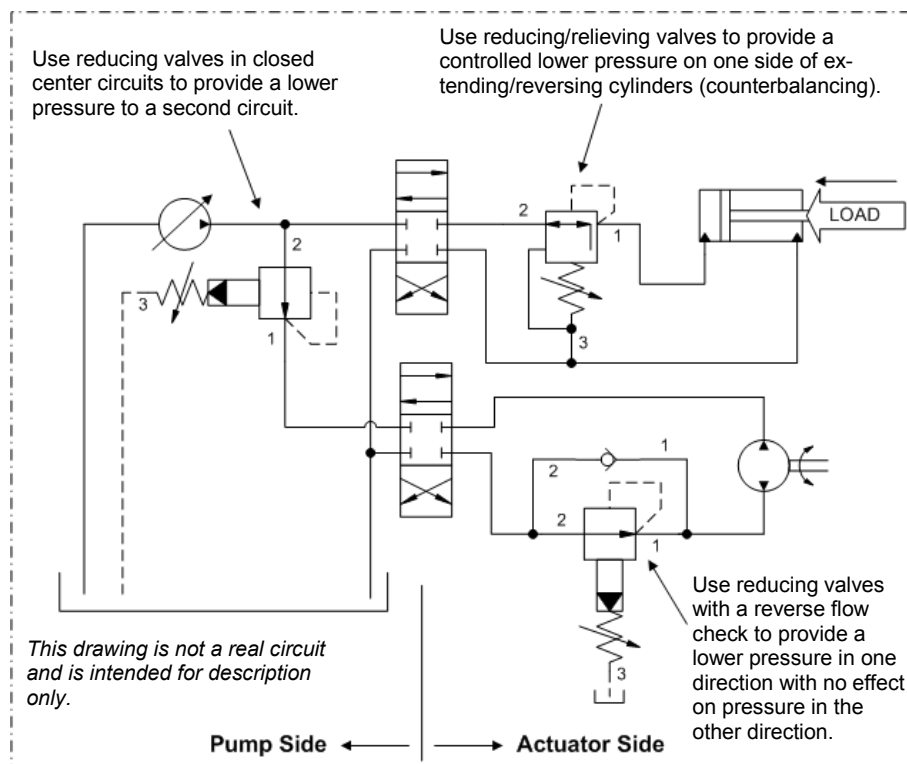 Use reducing valves in closed
center circuits to provide a lower
pressure to a second circuit.
Use reducing/relieving valves to provide a
controlled lower pressure on one side of ex-
tending/reversing cylinders (counterbalancing).
2
1
LOAD
2
3
1
3
2
1
2
1
3
Use reducing valves
with a reverse flow
check to provide a
lower pressure in one
direction with no effect
on pressure in the
other direction.
This drawing is not a real circuit
and is intended for description
only.
Pump Side
Actuator Side